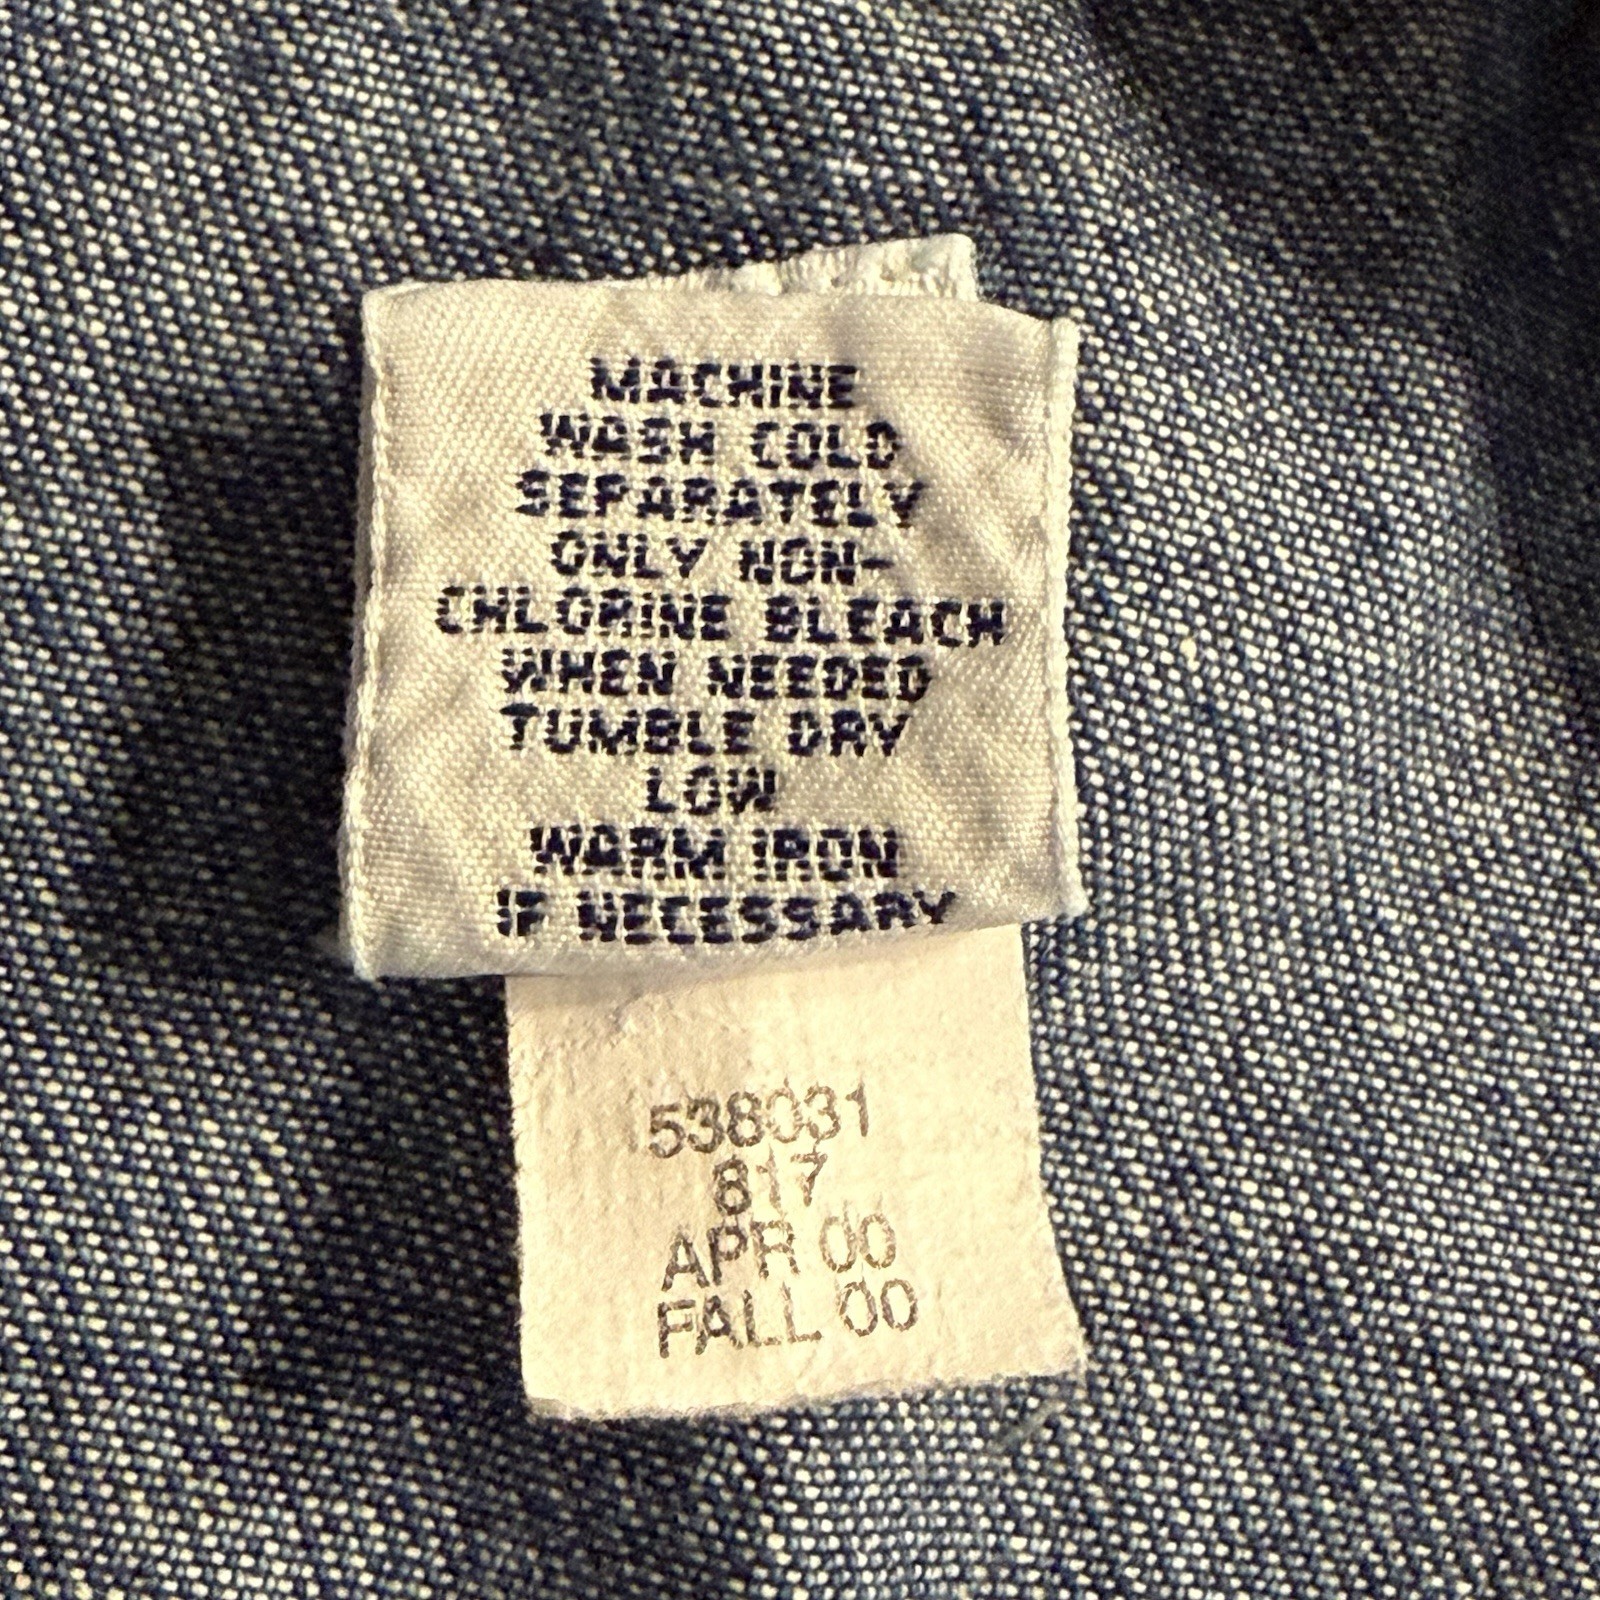 MACHINE
WASH COLD
SEPARATELY
ONLY NON-
CHLORINE BLEACH
WHEN NEEDED
TUMBLE DRY
LOW
WARM IRON
IF NECESSARY
538031
817
APR 00
FALL 00